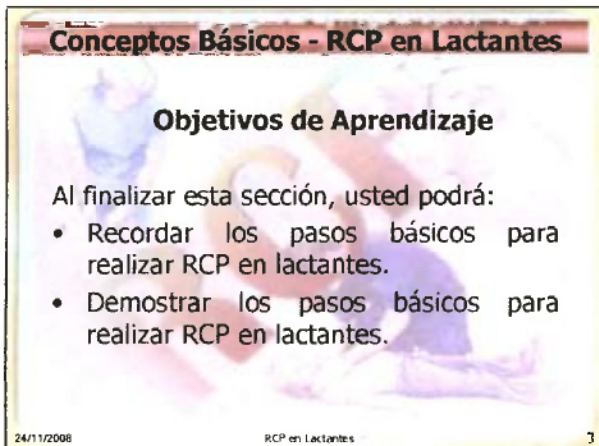 Conceptos Básicos - RCP en Lactantes
Objetivos de Aprendizaje
Al finalizar esta sección, usted podrá:
• Recordar los pasos básicos para
realizar RCP en lactantes.
• Demostrar los pasos básicos para
realizar RCP en lactantes.
RCP
24/11/2008 RCP en Lactantes 3